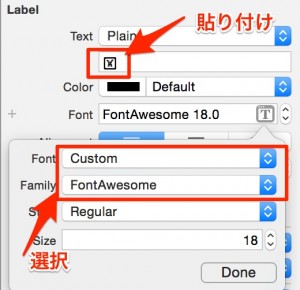 Label
貼り付け
Text Plain
Color Default
Font FontAwesome 18.0
Font Custom
Family FontAwesome
Regular
Size 18
選択
Done